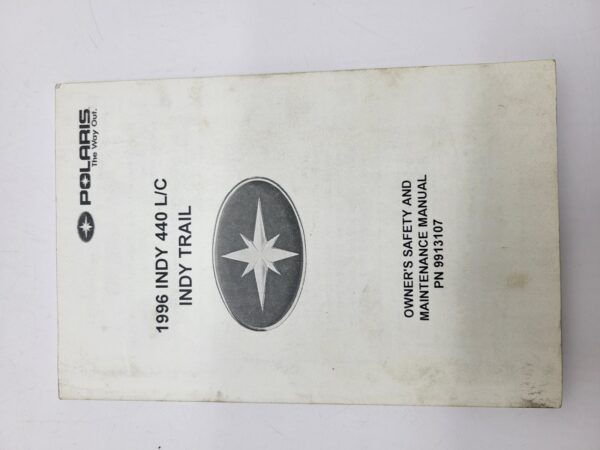 POLARIS
The Way Out.
1996 INDY 440 L/C
INDY TRAIL
OWNER'S SAFETY AND
MAINTENANCE MANUAL
PN 9913107